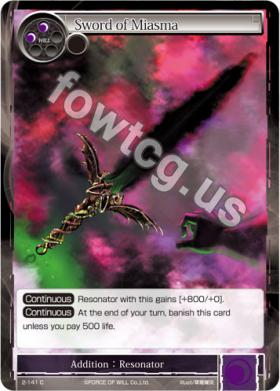 Sword of Miasma
WILL
fowtcg.us
Continuous Resonator with this gains [+800/+0].
Continuous At the end of your turn, banish this card
unless you pay 500 life.
Addition : Resonator
2-141 C
©FORCE OF WILL Co.,Ltd.